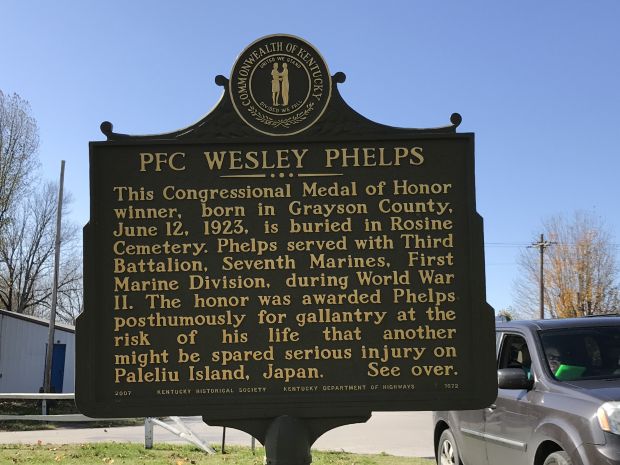 COMMONWEALTH OF KENTUCKY
UNITED WE STAND
DIVIDED WE FALL
PFC WESLEY PHELPS
This Congressional Medal of Honor
winner, born in Grayson County,
June 12, 1923, is buried in Rosine
Cemetery. Phelps served with Third
Battalion, Seventh Marines, First
Marine Division, during World War
II. The honor was awarded Phelps
posthumously for gallantry at the
risk of his life that another
might be spared serious injury on
Paleliu Island, Japan. See over.
2007 KENTUCKY HISTORICAL SOCIETY KENTUCKY DEPARTMENT OF HIGHWAYS 1672